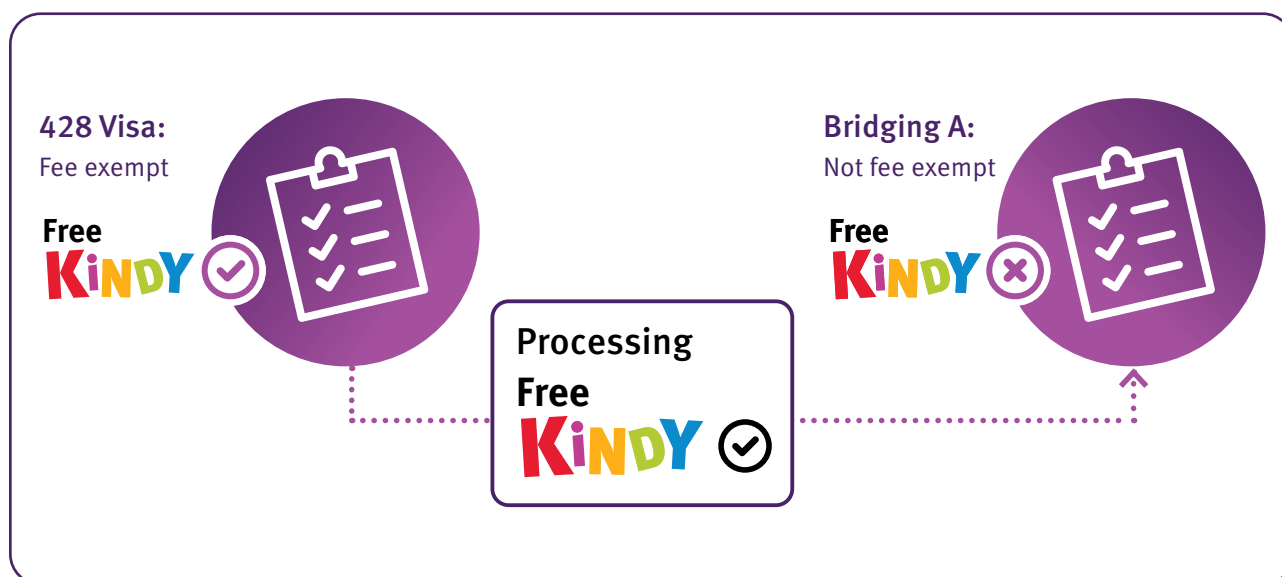 428 Visa:
Fee exempt
Free
KiNDY
Processing
Free
KiNDY
Bridging A:
Not fee exempt
Free
KiNDY